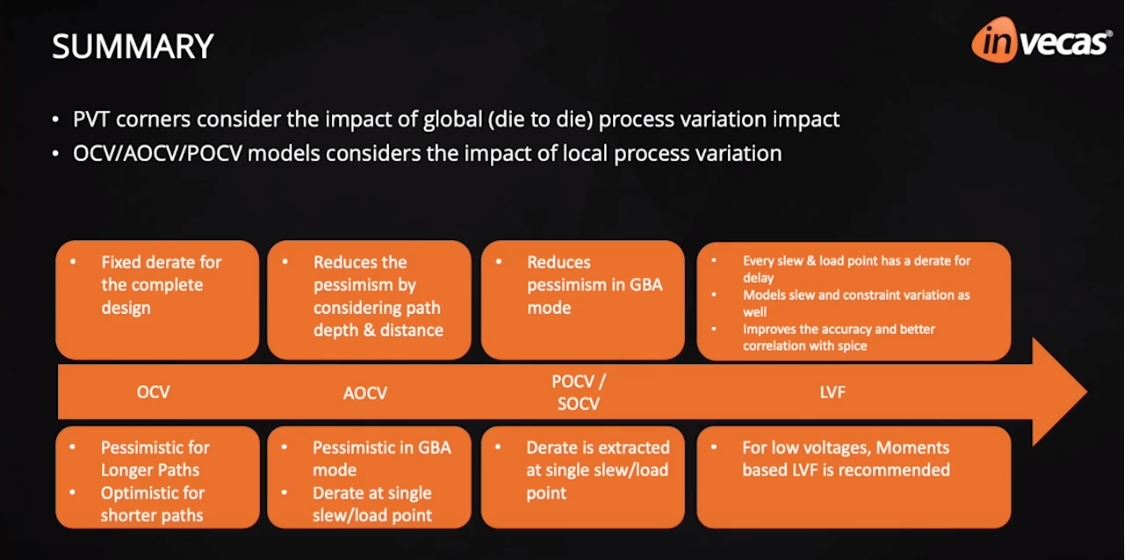 SUMMARY
invecas®
• PVT corners consider the impact of global (die to die) process variation impact
• OCV/AOCV/POCV models considers the impact of local process variation
• Fixed derate for
the complete
design
• Reduces the
pessimism by
considering path
depth & distance
• Reduces
pessimism in GBA
mode
• Every slew & load point has a derate for
delay
• Models slew and constraint variation as
well
• Improves the accuracy and better
correlation with spice
OCV
AOCV
POCV /
SOCV
LVF
• Pessimistic for
Longer Paths
• Optimistic for
shorter paths
• Pessimistic in GBA
mode
• Derate at single
slew/load point
• Derate is extracted
at single slew/load
point
• For low voltages, Moments
based LVF is recommended